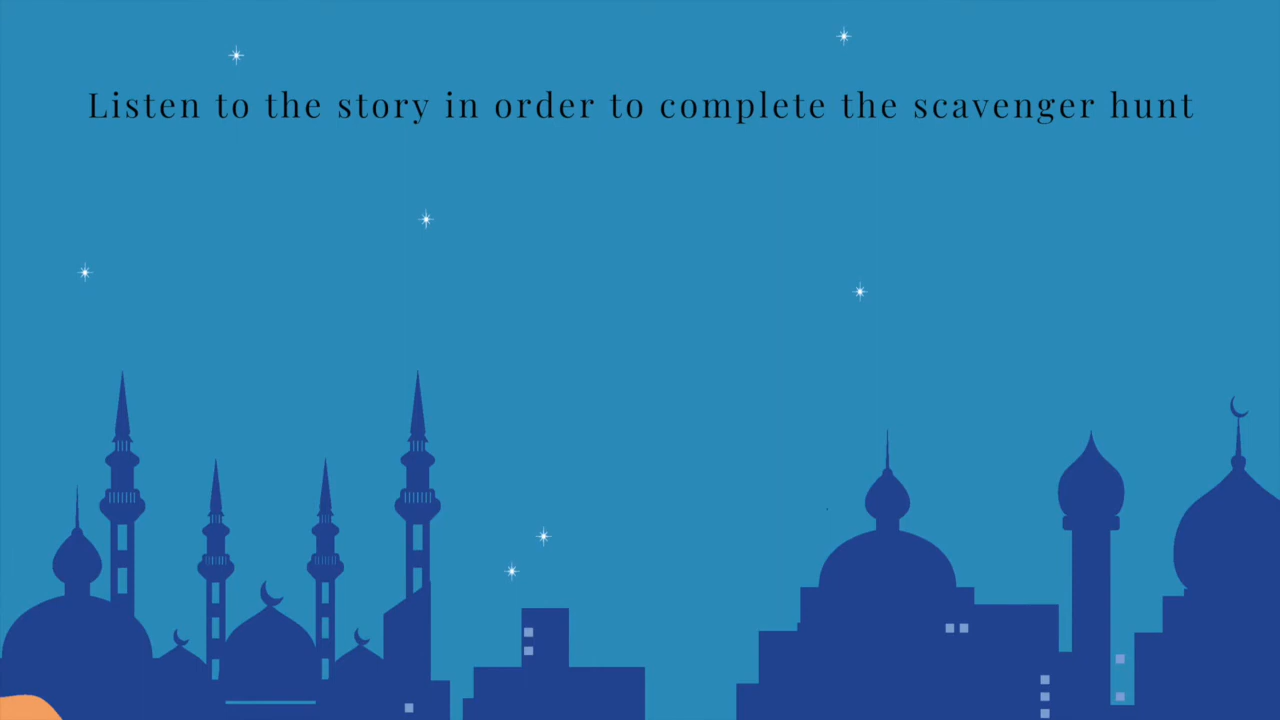 Listen to the story in order to complete the scavenger hunt